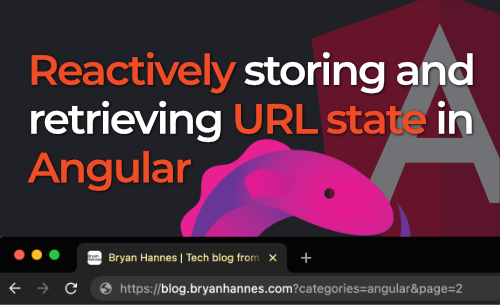 Reactively storing and
retrieving URL state in
Angular
A
Bryan Hannes | Tech blog from
https://blog.bryanhannes.com?categories=angular&page=2